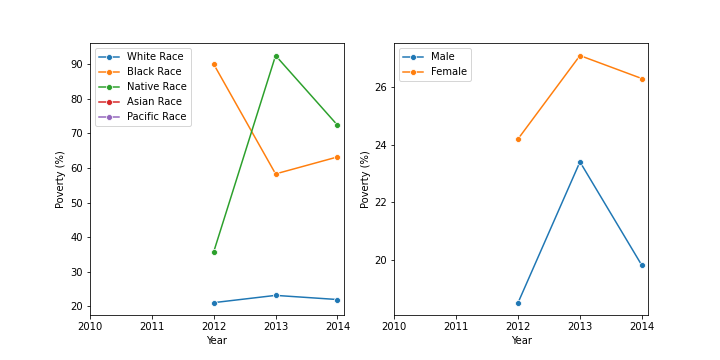 White Race
Black Race
Native Race
Asian Race
Pacific Race
90
80
70
60
50
40
30
20
Poverty (%)
2010 2011 2012 2013 2014
Year
Male
Female
26
24
22
20
Poverty (%)
2010 2011 2012 2013 2014
Year